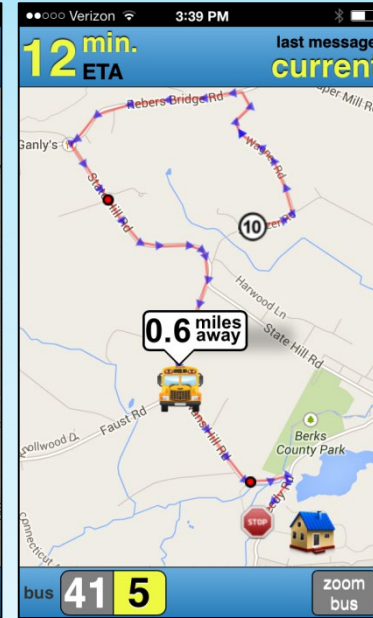 Verizon 3:39 PM
12 min.
ETA
last message
current
Rebers Bridge Rd
Ganly's
Wagner Rd
State Hill Rd
10
Harwood Ln
State Hill Rd
0.6 miles
away
Faust Rd
Berks
County Park
STOP
bus 41 5
zoom
bus